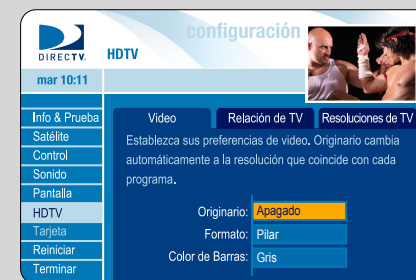 configuración
DIRECTV.
HDTV
mar 10:11
Info & Prueba
Satélite
Control
Sonido
Pantalla
HDTV
Tarjeta
Reiniciar
Terminar
Video
Relación de TV
Resoluciones de TV
Establezca sus preferencias de video. Originario cambia
automáticamente a la resolución que coincide con cada
programa.
Originario: Apagado
Formato: Pilar
Color de Barras: Gris